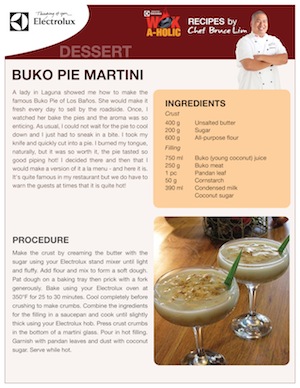 Thinking of you
Electrolux
Electrolux
WOK
A-HOLIC
RECIPES by
Chef Bruce Lim
DESSERT
BUKO PIE MARTINI
A lady in Laguna showed me how to make the
famous Buko Pie of Los Baños. She would make it
fresh every day to sell by the roadside. Once, I
watched her bake the pies and the aroma was so
enticing. As usual, I could not wait for the pie to cool
down and I just had to sneak in a bite. I took my
knife and quickly cut into a pie. I burned my tongue,
naturally, but it was so worth it, the pie tasted so
good piping hot! I decided there and then that I
would make a version of it a la menu - and here it is.
It's quite famous in my restaurant but we do have to
warn the guests at times that it is quite hot!
INGREDIENTS
Crust
400 g Unsalted butter
200 g Sugar
600 g All-purpose flour
Filling
750 ml Buko (young coconut) juice
250 g Buko meat
1 pc Pandan leaf
50 g Cornstarch
390 ml Condensed milk
Coconut sugar
PROCEDURE
Make the crust by creaming the butter with the
sugar using your Electrolux stand mixer until light
and fluffy. Add flour and mix to form a soft dough.
Pat dough on a baking tray then prick with a fork
generously. Bake using your Electrolux oven at
350°F for 25 to 30 minutes. Cool completely before
crushing to make crumbs. Combine the ingredients
for the filling in a saucepan and cook until slightly
thick using your Electrolux hob. Press crust crumbs
in the bottom of a martini glass. Pour in hot filling.
Garnish with pandan leaves and dust with coconut
sugar. Serve while hot.